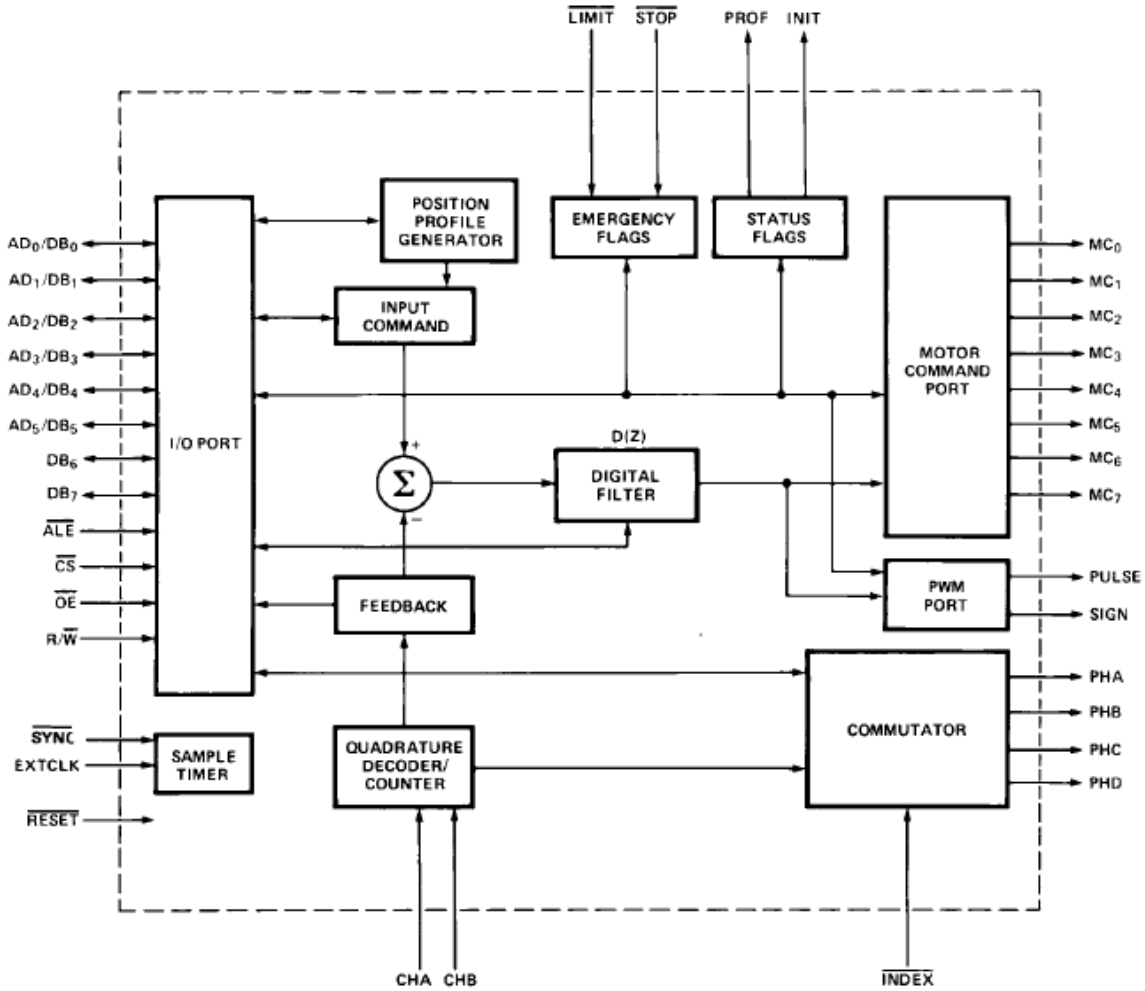 LIMIT STOP PROF INIT
POSITION
PROFILE
GENERATOR
EMERGENCY
FLAGS
STATUS
FLAGS
AD0/DB0
AD1/DB1
AD2/DB2
AD3/DB3
AD4/DB4
AD5/DB5
DB6
DB7
ALE
CS
OE
R/W
I/O PORT
INPUT
COMMAND
MOTOR
COMMAND
PORT
MC0
MC1
MC2
MC3
MC4
MC5
MC6
MC7
+
Σ
−
D(Z)
DIGITAL
FILTER
FEEDBACK
PWM
PORT
PULSE
SIGN
SYNC
EXTCLK
RESET
SAMPLE
TIMER
QUADRATURE
DECODER/
COUNTER
COMMUTATOR
PHA
PHB
PHC
PHD
CHA CHB
INDEX